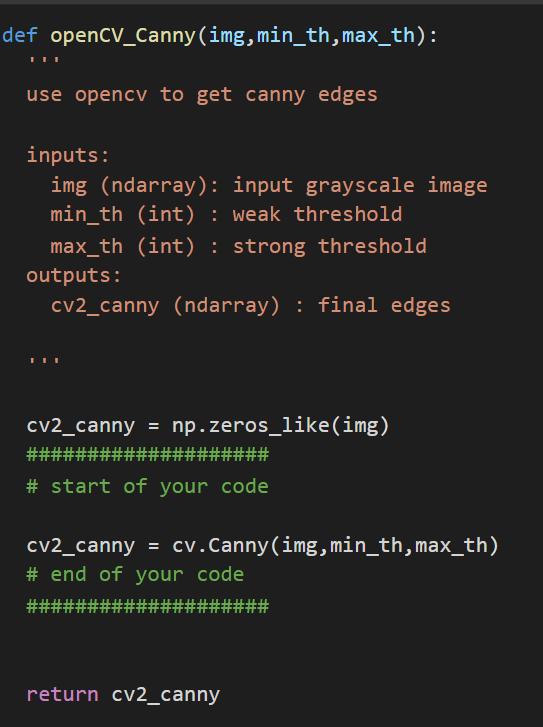 def openCV_Canny(img,min_th,max_th):
  '''
  use opencv to get canny edges

  inputs:
    img (ndarray): input grayscale image
    min_th (int) : weak threshold
    max_th (int) : strong threshold
  outputs:
    cv2_canny (ndarray) : final edges

  '''

  cv2_canny = np.zeros_like(img)
  ####################
  # start of your code

  cv2_canny = cv.Canny(img,min_th,max_th)
  # end of your code
  ####################


  return cv2_canny